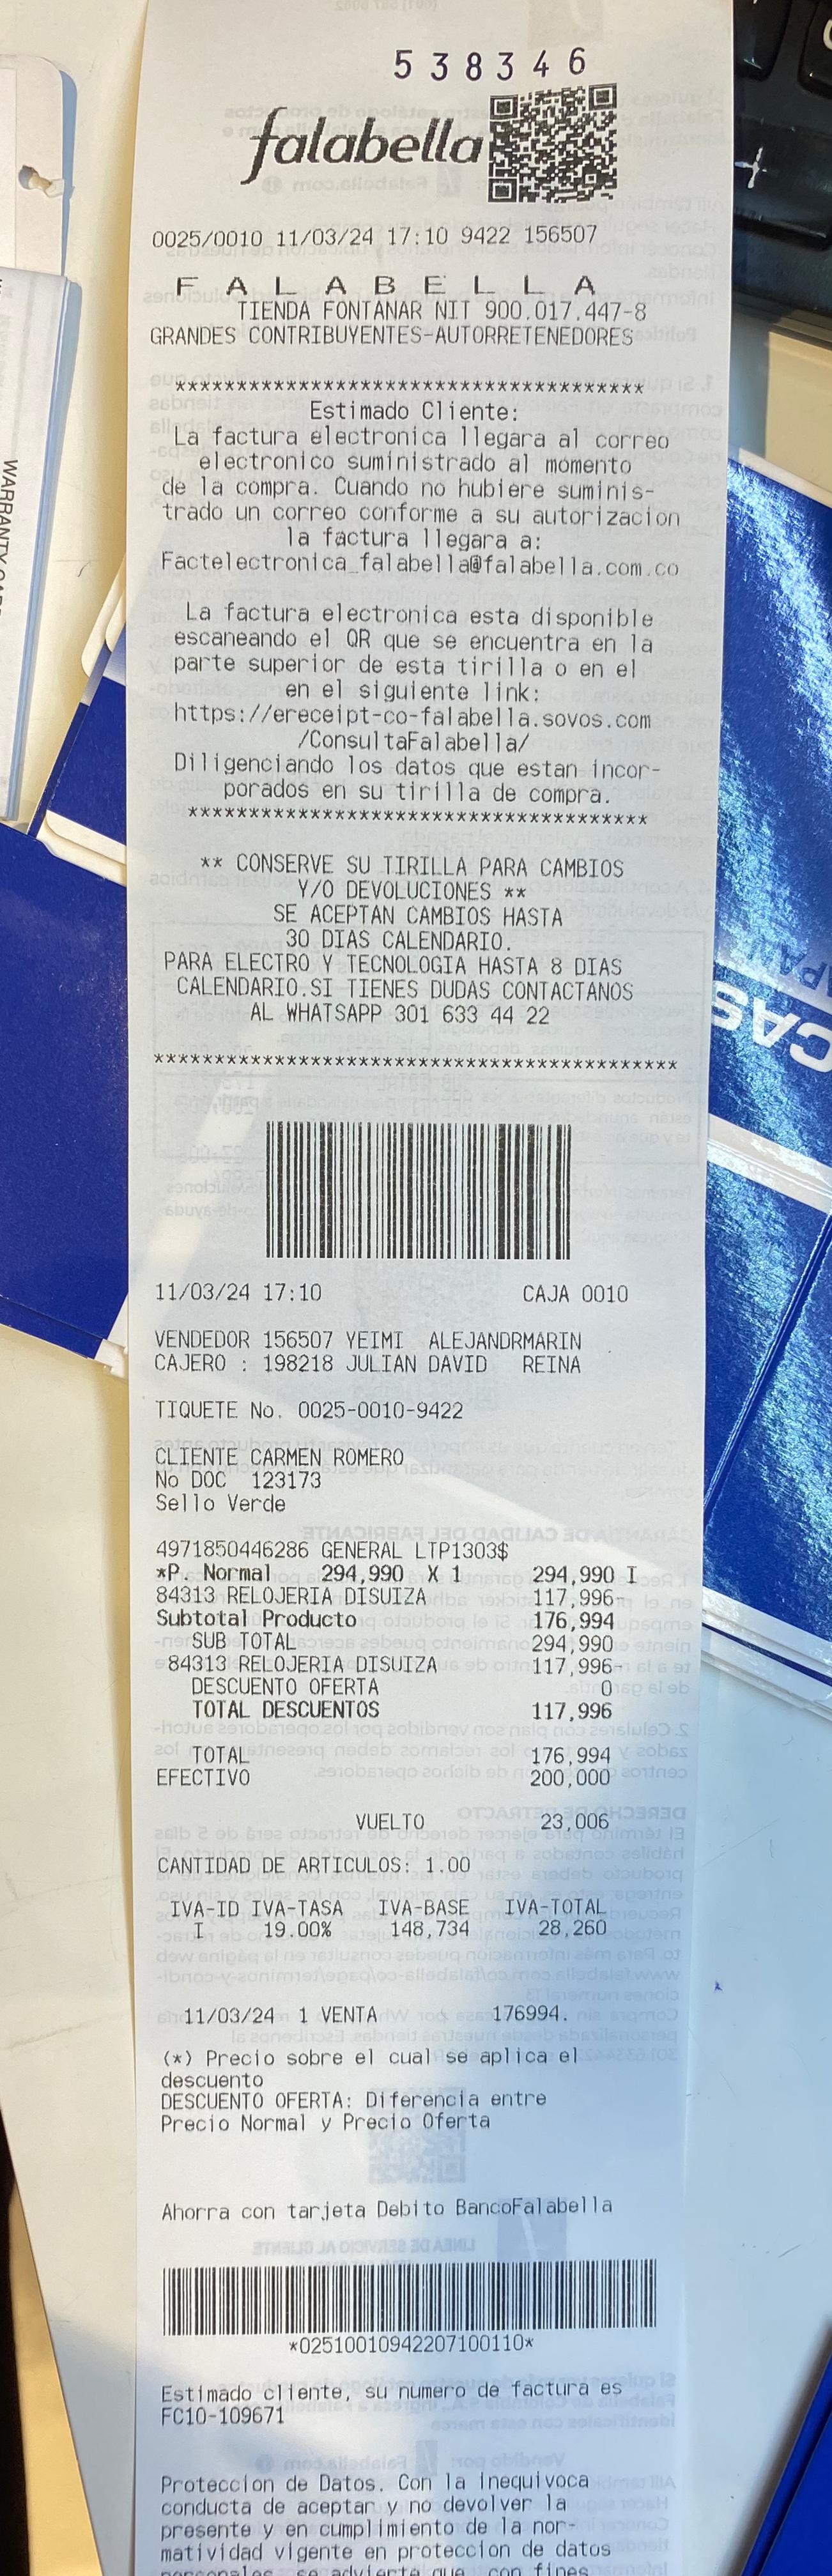 538346
falabella
0025/0010 11/03/24 17:10 9422 156507
F A L A B E L L A
TIENDA FONTANAR NIT 900.017.447-8
GRANDES CONTRIBUYENTES-AUTORRETENEDORES
**************************************
Estimado Cliente:
La factura electronica llegara al correo
electronico suministrado al momento
de la compra. Cuando no hubiere suminis-
trado un correo conforme a su autorizacion
la factura llegara a:
Factelectronica_falabella@falabella.com.co
La factura electronica esta disponible
escaneando el QR que se encuentra en la
parte superior de esta tirilla o en el
en el siguiente link:
https://ereceipt-co-falabella.sovos.com
/ConsultaFalabella/
Diligenciando los datos que estan incor-
porados en su tirilla de compra.
**************************************
** CONSERVE SU TIRILLA PARA CAMBIOS
Y/O DEVOLUCIONES **
SE ACEPTAN CAMBIOS HASTA
30 DIAS CALENDARIO.
PARA ELECTRO Y TECNOLOGIA HASTA 8 DIAS
CALENDARIO.SI TIENES DUDAS CONTACTANOS
AL WHATSAPP 301 633 44 22
*******************************************
11/03/24 17:10 CAJA 0010
VENDEDOR 156507 YEIMI ALEJANDRMARIN
CAJERO : 198218 JULIAN DAVID REINA
TIQUETE No. 0025-0010-9422
CLIENTE CARMEN ROMERO
No DOC 123173
Sello Verde
4971850446286 GENERAL LTP1303$
*P. Normal 294,990 X 1 294,990 I
84313 RELOJERIA DISUIZA 117,996-
Subtotal Producto 176,994
SUB TOTAL 294,990
84313 RELOJERIA DISUIZA 117,996-
DESCUENTO OFERTA 0
TOTAL DESCUENTOS 117,996
TOTAL 176,994
EFECTIVO 200,000
VUELTO 23,006
CANTIDAD DE ARTICULOS: 1.00
IVA-ID IVA-TASA IVA-BASE IVA-TOTAL
I 19.00% 148,734 28,260
11/03/24 1 VENTA 176994.
(*) Precio sobre el cual se aplica el
descuento
DESCUENTO OFERTA: Diferencia entre
Precio Normal y Precio Oferta
Ahorra con tarjeta Debito BancoFalabella
*02510010942207100110*
Estimado cliente, su numero de factura es
FC10-109671
Proteccion de Datos. Con la inequivoca
conducta de aceptar y no devolver la
presente y en cumplimiento de la nor-
matividad vigente en proteccion de datos
personales, se advierte que, con fines
WARRANTY
CAS